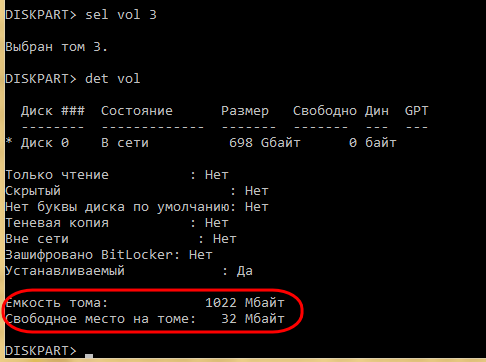 DISKPART> sel vol 3
Выбран том 3.
DISKPART> det vol
Диск ### Состояние Размер Свободно Дин GPT
-------- ------------- ------- ------- --- ---
* Диск 0 В сети 698 Gбайт 0 байт
Только чтение : Нет
Скрытый : Нет
Нет буквы диска по умолчанию: Нет
Теневая копия : Нет
Вне сети : Нет
Зашифровано BitLocker: Нет
Устанавливаемый : Да
Емкость тома: 1022 Mбайт
Свободное место на томе: 32 Mбайт
DISKPART>